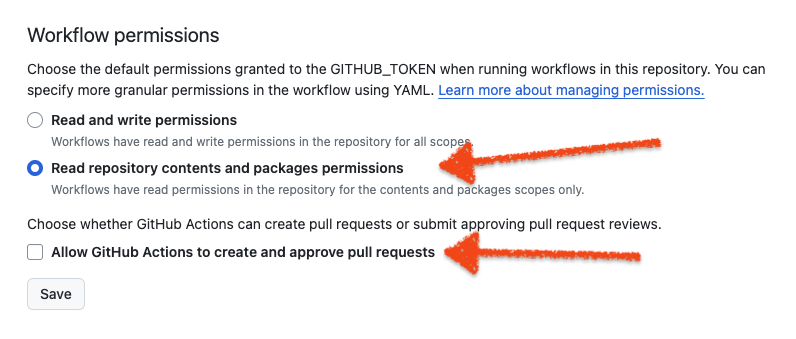 Workflow permissions
Choose the default permissions granted to the GITHUB_TOKEN when running workflows in this repository. You can
specify more granular permissions in the workflow using YAML. Learn more about managing permissions.
Read and write permissions
Workflows have read and write permissions in the repository for all scopes.
Read repository contents and packages permissions
Workflows have read permissions in the repository for the contents and packages scopes only.
Choose whether GitHub Actions can create pull requests or submit approving pull request reviews.
Allow GitHub Actions to create and approve pull requests
Save